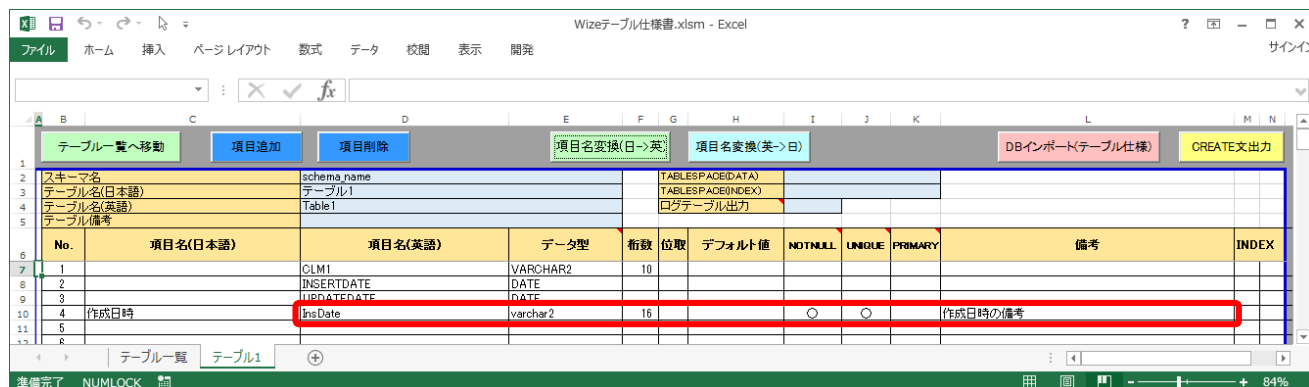 Wizeテーブル仕様書.xlsm - Excel
ファイル ホーム 挿入 ページ レイアウト 数式 データ 校閲 表示 開発 サインイン
fx
A B C D E F G H I J K L M N
1 テーブル一覧へ移動 項目追加 項目削除 項目名変換(日->英) 項目名変換(英->日) DBインポート(テーブル仕様) CREATE文出力
2 スキーマ名 schema_name TABLESPACE(DATA)
3 テーブル名(日本語) テーブル1 TABLESPACE(INDEX)
4 テーブル名(英語) Table1 ログテーブル出力
5 テーブル備考
6 No. 項目名(日本語) 項目名(英語) データ型 桁数 位取 デフォルト値 NOTNULL UNIQUE PRIMARY 備考 INDEX
7 1 CLM1 VARCHAR2 10
8 2 INSERTDATE DATE
9 3 UPDATEDATE DATE
10 4 作成日時 InsDate varchar2 16 ○ ○ 作成日時の備考
11 5
12 6
テーブル一覧 テーブル1
準備完了 NUMLOCK 84%